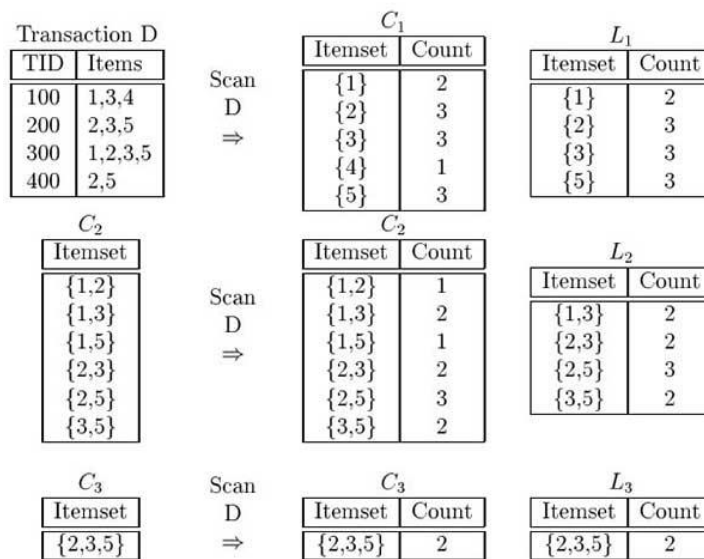 Transaction D
TID Items
100 1,3,4
200 2,3,5
300 1,2,3,5
400 2,5
Scan
D
⇒
C₁
Itemset Count
{1} 2
{2} 3
{3} 3
{4} 1
{5} 3
L₁
Itemset Count
{1} 2
{2} 3
{3} 3
{5} 3
C₂
Itemset
{1,2}
{1,3}
{1,5}
{2,3}
{2,5}
{3,5}
Scan
D
⇒
C₂
Itemset Count
{1,2} 1
{1,3} 2
{1,5} 1
{2,3} 2
{2,5} 3
{3,5} 2
L₂
Itemset Count
{1,3} 2
{2,3} 2
{2,5} 3
{3,5} 2
C₃
Itemset
{2,3,5}
Scan
D
⇒
C₃
Itemset Count
{2,3,5} 2
L₃
Itemset Count
{2,3,5} 2